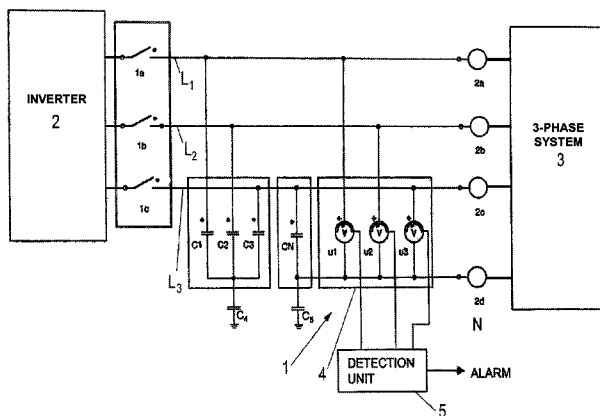 INVERTER
2
1a
L1
2a
3-PHASE
SYSTEM
3
1b
L2
2b
1c
2c
C1
C2
C3
CN
u1
V
u2
V
u3
V
L3
C4
C5
1
4
2d
N
DETECTION
UNIT
ALARM
5